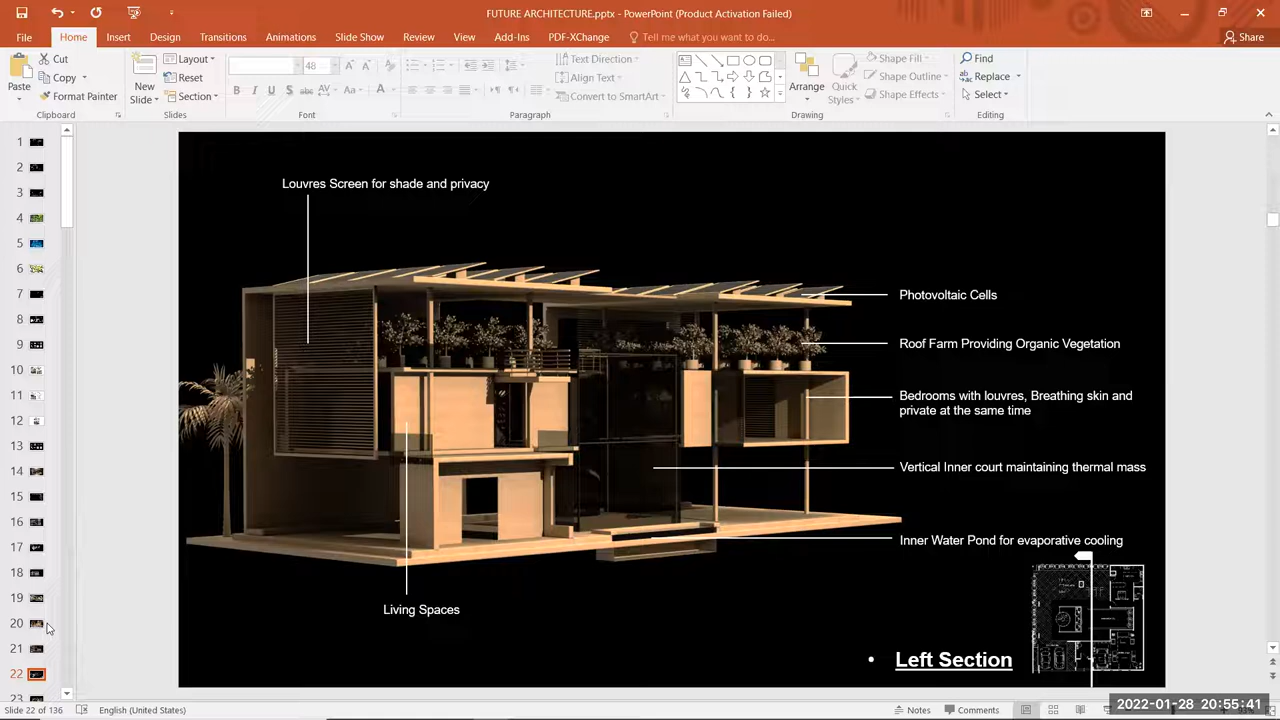 FUTURE ARCHITECTURE.pptx - PowerPoint (Product Activation Failed)
File Home Insert Design Transitions Animations Slide Show Review View Add-Ins PDF-XChange Tell me what you want to do... Share
Paste
Cut
Copy
Format Painter
Clipboard
New Slide
Layout
Reset
Section
Slides
48
B I U S abc AV Aa A
Font
Text Direction
Align Text
Convert to SmartArt
Paragraph
Arrange
Quick Styles
Shape Fill
Shape Outline
Shape Effects
Drawing
Find
Replace
Select
Editing
1
2
3
4
5
6
7
8
9
10
11
14
15
16
17
18
19
20
21
22
23
Louvres Screen for shade and privacy
Photovoltaic Cells
Roof Farm Providing Organic Vegetation
Bedrooms with louvres, Breathing skin and
private at the same time
Vertical Inner court maintaining thermal mass
Inner Water Pond for evaporative cooling
Living Spaces
• Left Section
Slide 22 of 136 English (United States) Notes Comments
2022-01-28 20:55:41